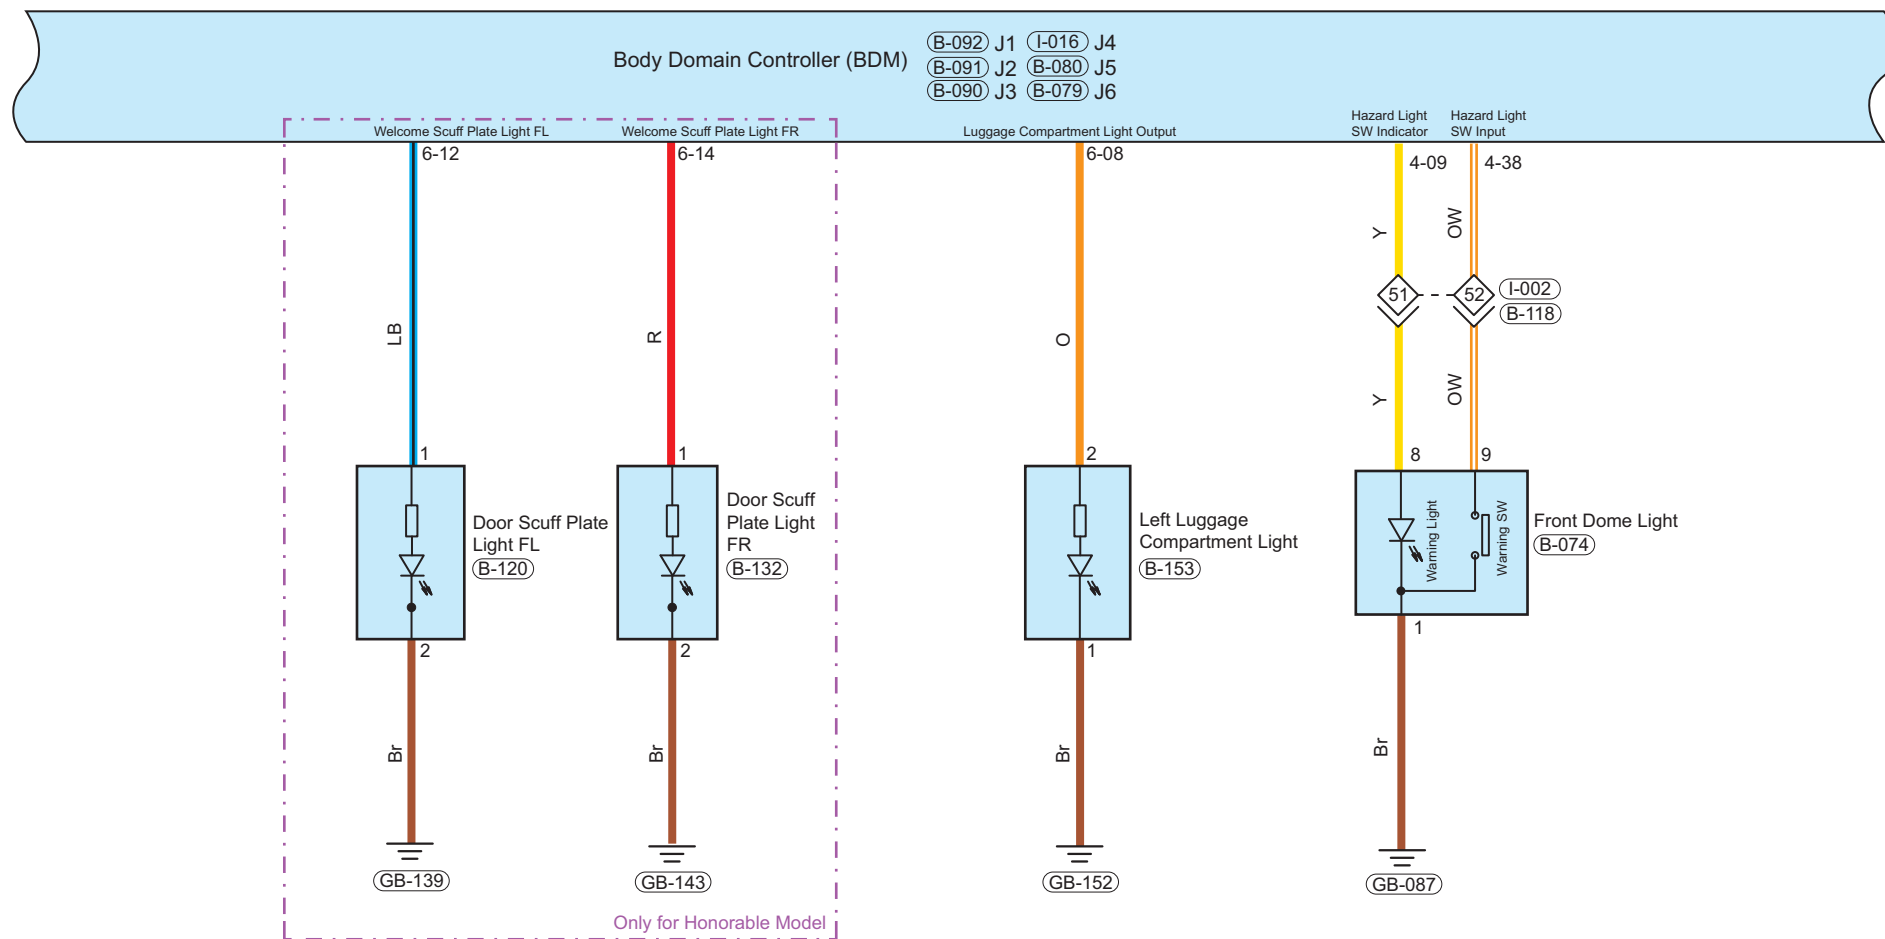 Body Domain Controller (BDM)
B-092 J1 I-016 J4
B-091 J2 B-080 J5
B-090 J3 B-079 J6
Welcome Scuff Plate Light FL
Welcome Scuff Plate Light FR
Luggage Compartment Light Output
Hazard Light
SW Indicator
Hazard Light
SW Input
6-12
6-14
6-08
4-09
4-38
LB
R
O
Y
OW
51
52
I-002
B-118
Y
OW
1
1
2
8
9
Door Scuff Plate
Light FL
B-120
Door Scuff
Plate Light
FR
B-132
Left Luggage
Compartment Light
B-153
Warning Light
Warning SW
Front Dome Light
B-074
2
2
1
1
Br
Br
Br
Br
GB-139
GB-143
GB-152
GB-087
Only for Honorable Model